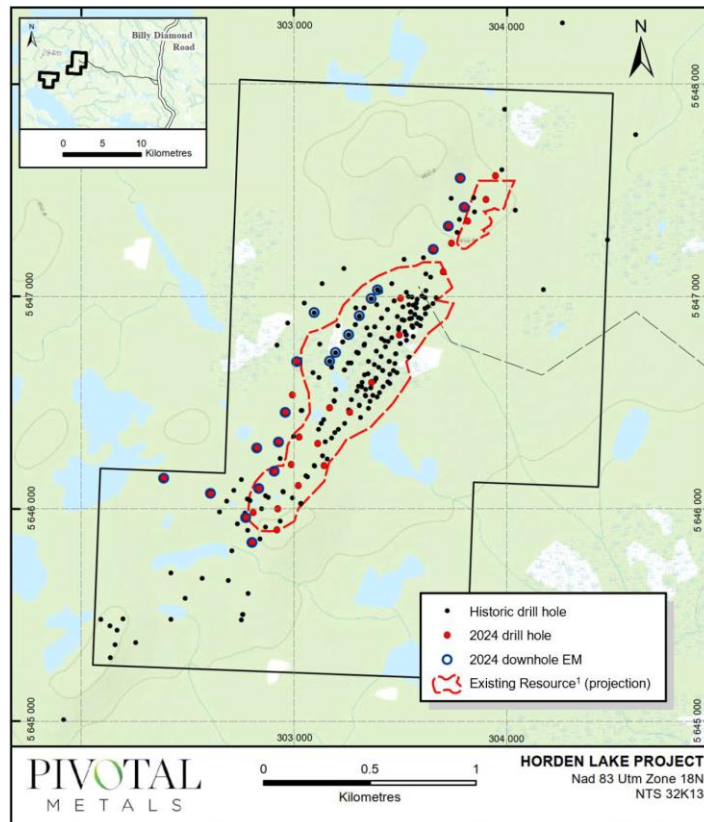 303 000
304 000
N
Billy Diamond
Road
N
0 5 10
Kilometres
5 648 000
5 648 000
5 647 000
5 647 000
5 646 000
5 646 000
5 645 000
5 645 000
Historic drill hole
2024 drill hole
2024 downhole EM
Existing Resource¹ (projection)
303 000
304 000
PIVOTAL
METALS
0 0.5 1
Kilometres
HORDEN LAKE PROJECT
Nad 83 Utm Zone 18N
NTS 32K13